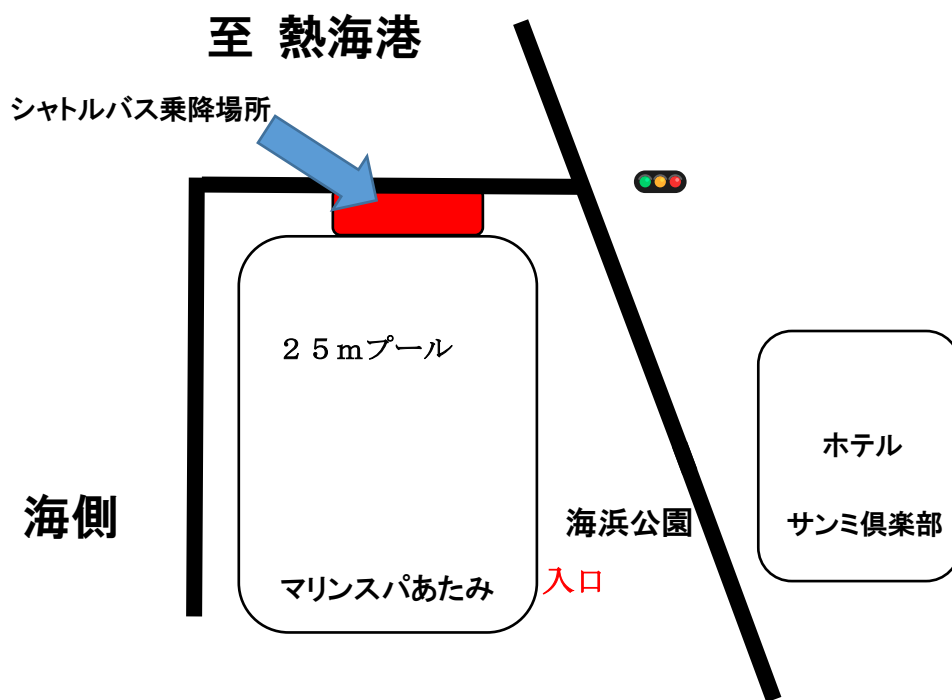 至 熱海港
シャトルバス乗降場所
２５ｍプール
ホテル
サンミ倶楽部
海側
海浜公園
入口
マリンスパあたみ